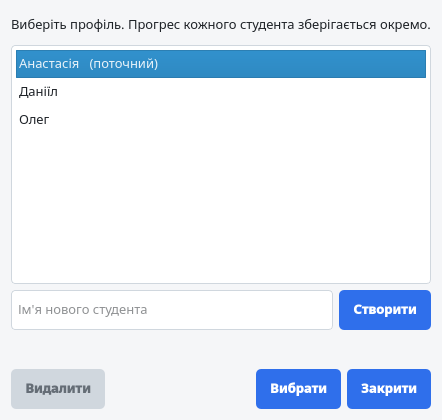 Виберіть профіль. Прогрес кожного студента зберігається окремо.
Анастасія (поточний)
Даніїл
Олег
Ім'я нового студента
Створити
Видалити
Вибрати
Закрити